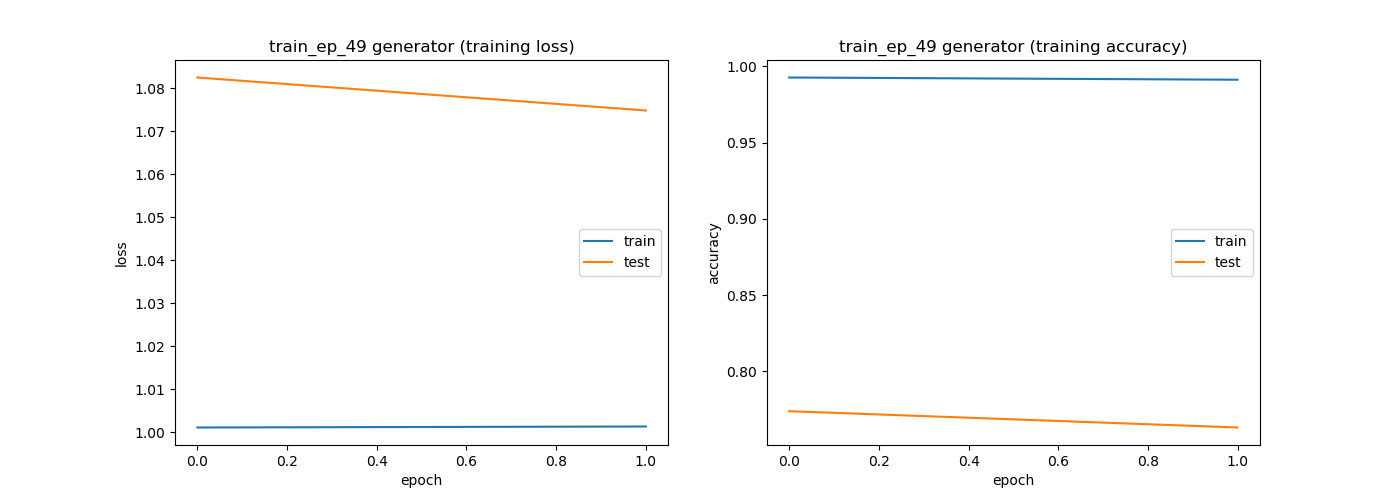 train_ep_49 generator (training loss)
1.08
1.07
1.06
1.05
1.04
1.03
1.02
1.01
1.00
loss
train
test
0.0 0.2 0.4 0.6 0.8 1.0
epoch
train_ep_49 generator (training accuracy)
1.00
0.95
0.90
0.85
0.80
accuracy
train
test
0.0 0.2 0.4 0.6 0.8 1.0
epoch